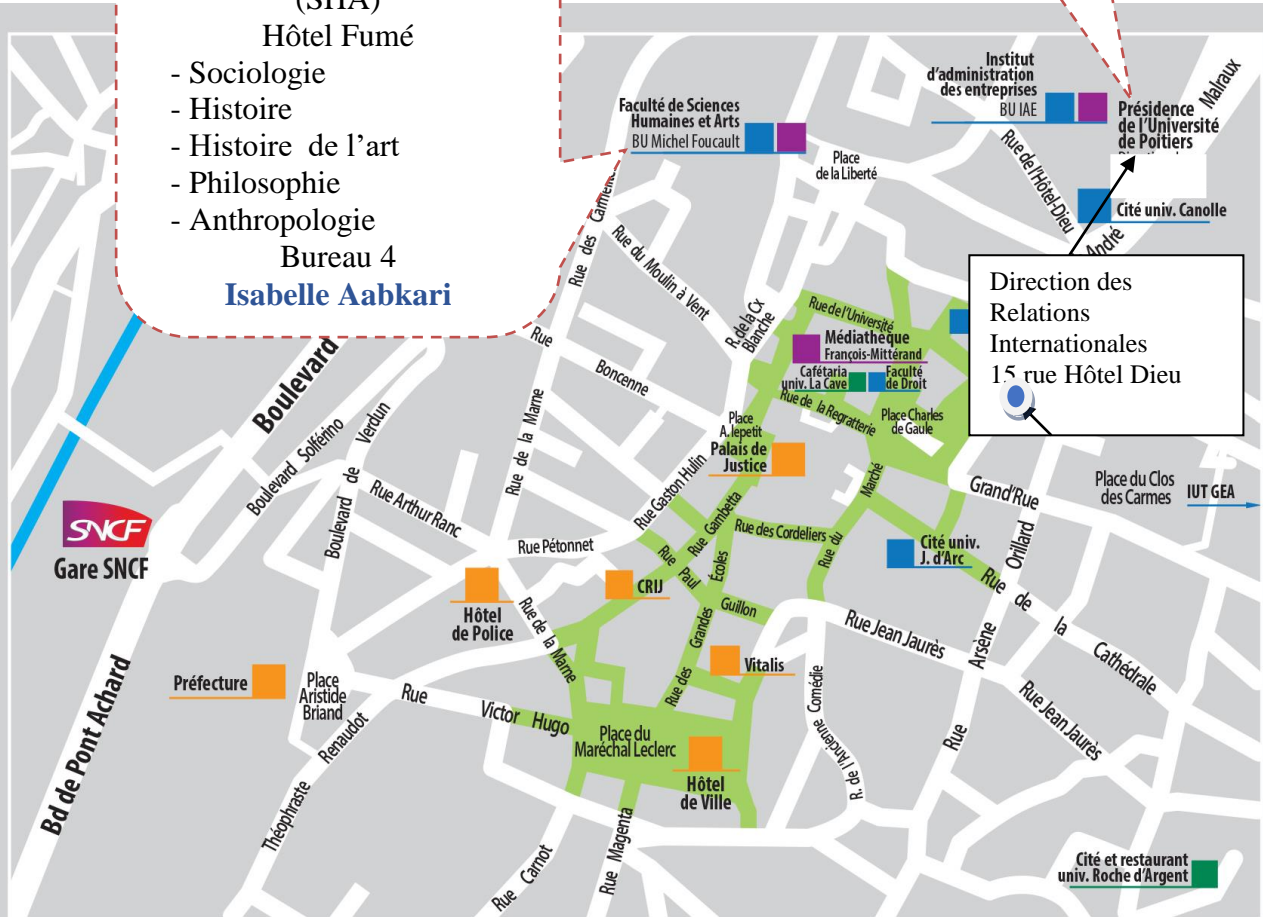 (SHA)
Hôtel Fumé
- Sociologie
- Histoire
- Histoire de l’art
- Philosophie
- Anthropologie
Bureau 4
Isabelle Aabkari
Faculté de Sciences
Humaines et Arts
BU Michel Foucault
Institut
d'administration
des entreprises
BU IAE
Présidence
de l'Université
de Poitiers
Malraux
André
Rue de l'Hôtel-Dieu
Place
de la Liberté
Cité univ. Canolle
Direction des
Relations
Internationales
15 rue Hôtel Dieu
Rue des
Rue du Moulin à Vent
R. de la Cx
Blanche
Rue de l'Université
Médiathèque
François-Mittérand
Cafétaria
univ. La Cave
Faculté
de Droit
Rue de la Regratterie
Place Charles
de Gaule
Boulevard
Boulevard Solférino
Boulevard de Verdun
Rue
Boncenne
Rue de la Marne
Place
A. lepetit
Palais de
Justice
Rue Gaston Hulin
Rue Gambetta
Rue du Marché
Grand'Rue
Place du Clos
des Carmes
IUT GEA
SNCF
Gare SNCF
Rue Arthur Ranc
Rue Pétonnet
Rue des Cordeliers
Cité univ.
J. d'Arc
Rue Arsène Orillard
Rue de la Cathédrale
Hôtel
de Police
CRIJ
Rue Paul Guillon
Rue des Grandes Écoles
Rue de la Marne
Rue Jean Jaurès
Rue Jean Jaurès
Vitalis
R. de l'Ancienne Comédie
Préfecture
Place
Aristide
Briand
Rue Victor Hugo
Place du
Maréchal Leclerc
Hôtel
de Ville
Bd de Pont Achard
Théophraste Renaudot
Rue Carnot
Rue Magenta
Cité et restaurant
univ. Roche d'Argent